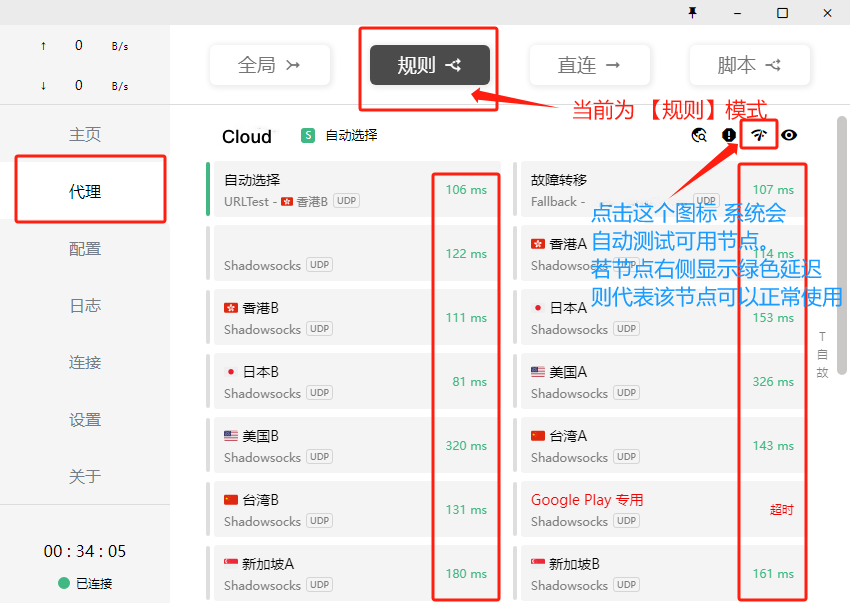 ↑ 0 B/s
↓ 0 B/s
主页
代理
配置
日志
连接
设置
关于
00 : 34 : 05
已连接
全局
规则
直连
脚本
当前为 【规则】模式
Cloud S 自动选择
自动选择
URLTest - 香港B UDP
106 ms
故障转移
Fallback - UDP
107 ms
点击这个图标 系统会
自动测试可用节点。
若节点右侧显示绿色延迟
则代表该节点可以正常使用
Shadowsocks UDP
122 ms
香港A
Shadowsocks UDP
114 ms
香港B
Shadowsocks UDP
111 ms
日本A
Shadowsocks UDP
153 ms
日本B
Shadowsocks UDP
81 ms
美国A
Shadowsocks UDP
326 ms
美国B
Shadowsocks UDP
320 ms
台湾A
Shadowsocks UDP
143 ms
台湾B
Shadowsocks UDP
131 ms
Google Play 专用
Shadowsocks UDP
超时
新加坡A
Shadowsocks UDP
180 ms
新加坡B
Shadowsocks UDP
161 ms
T
自
故